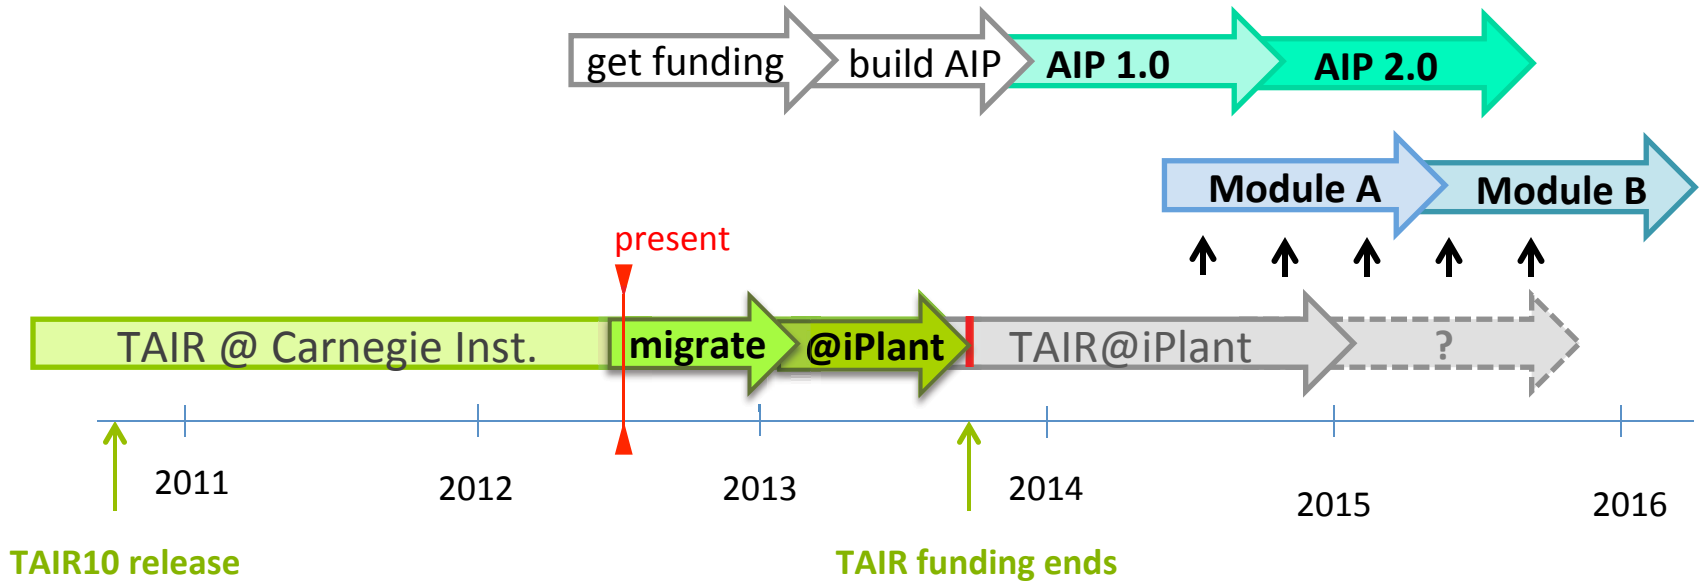 get funding
build AIP
AIP 1.0
AIP 2.0
Module A
Module B
present
TAIR @ Carnegie Inst.
migrate
@iPlant
TAIR@iPlant
?
2011
2012
2013
2014
2015
2016
TAIR10 release
TAIR funding ends